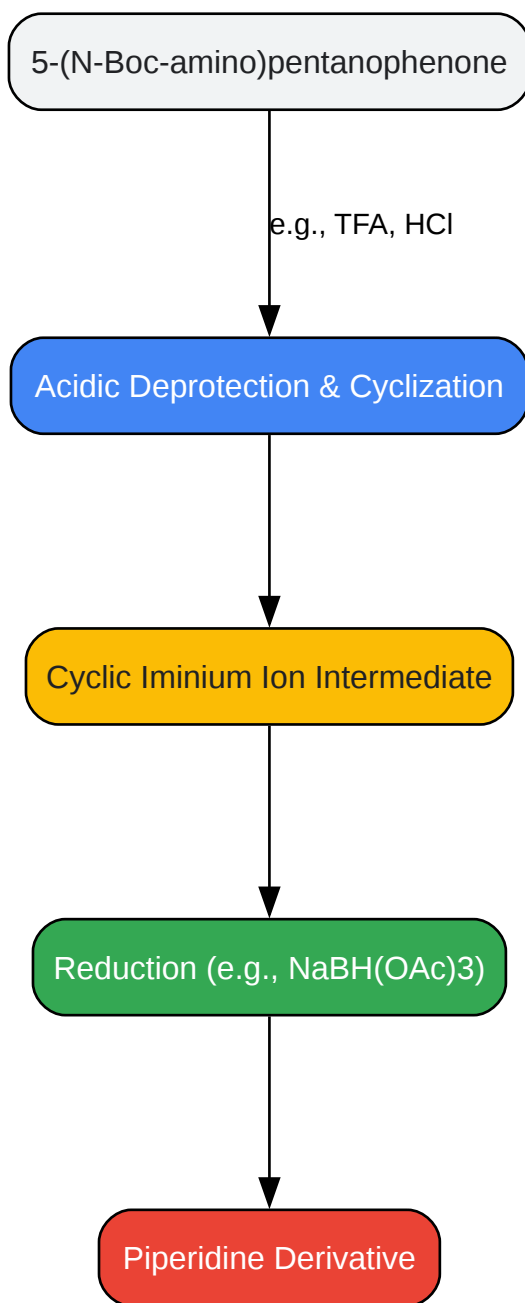 5-(N-Boc-amino)pentanophenone
e.g., TFA, HCl
Acidic Deprotection & Cyclization
Cyclic Iminium Ion Intermediate
Reduction (e.g., NaBH(OAc)3)
Piperidine Derivative